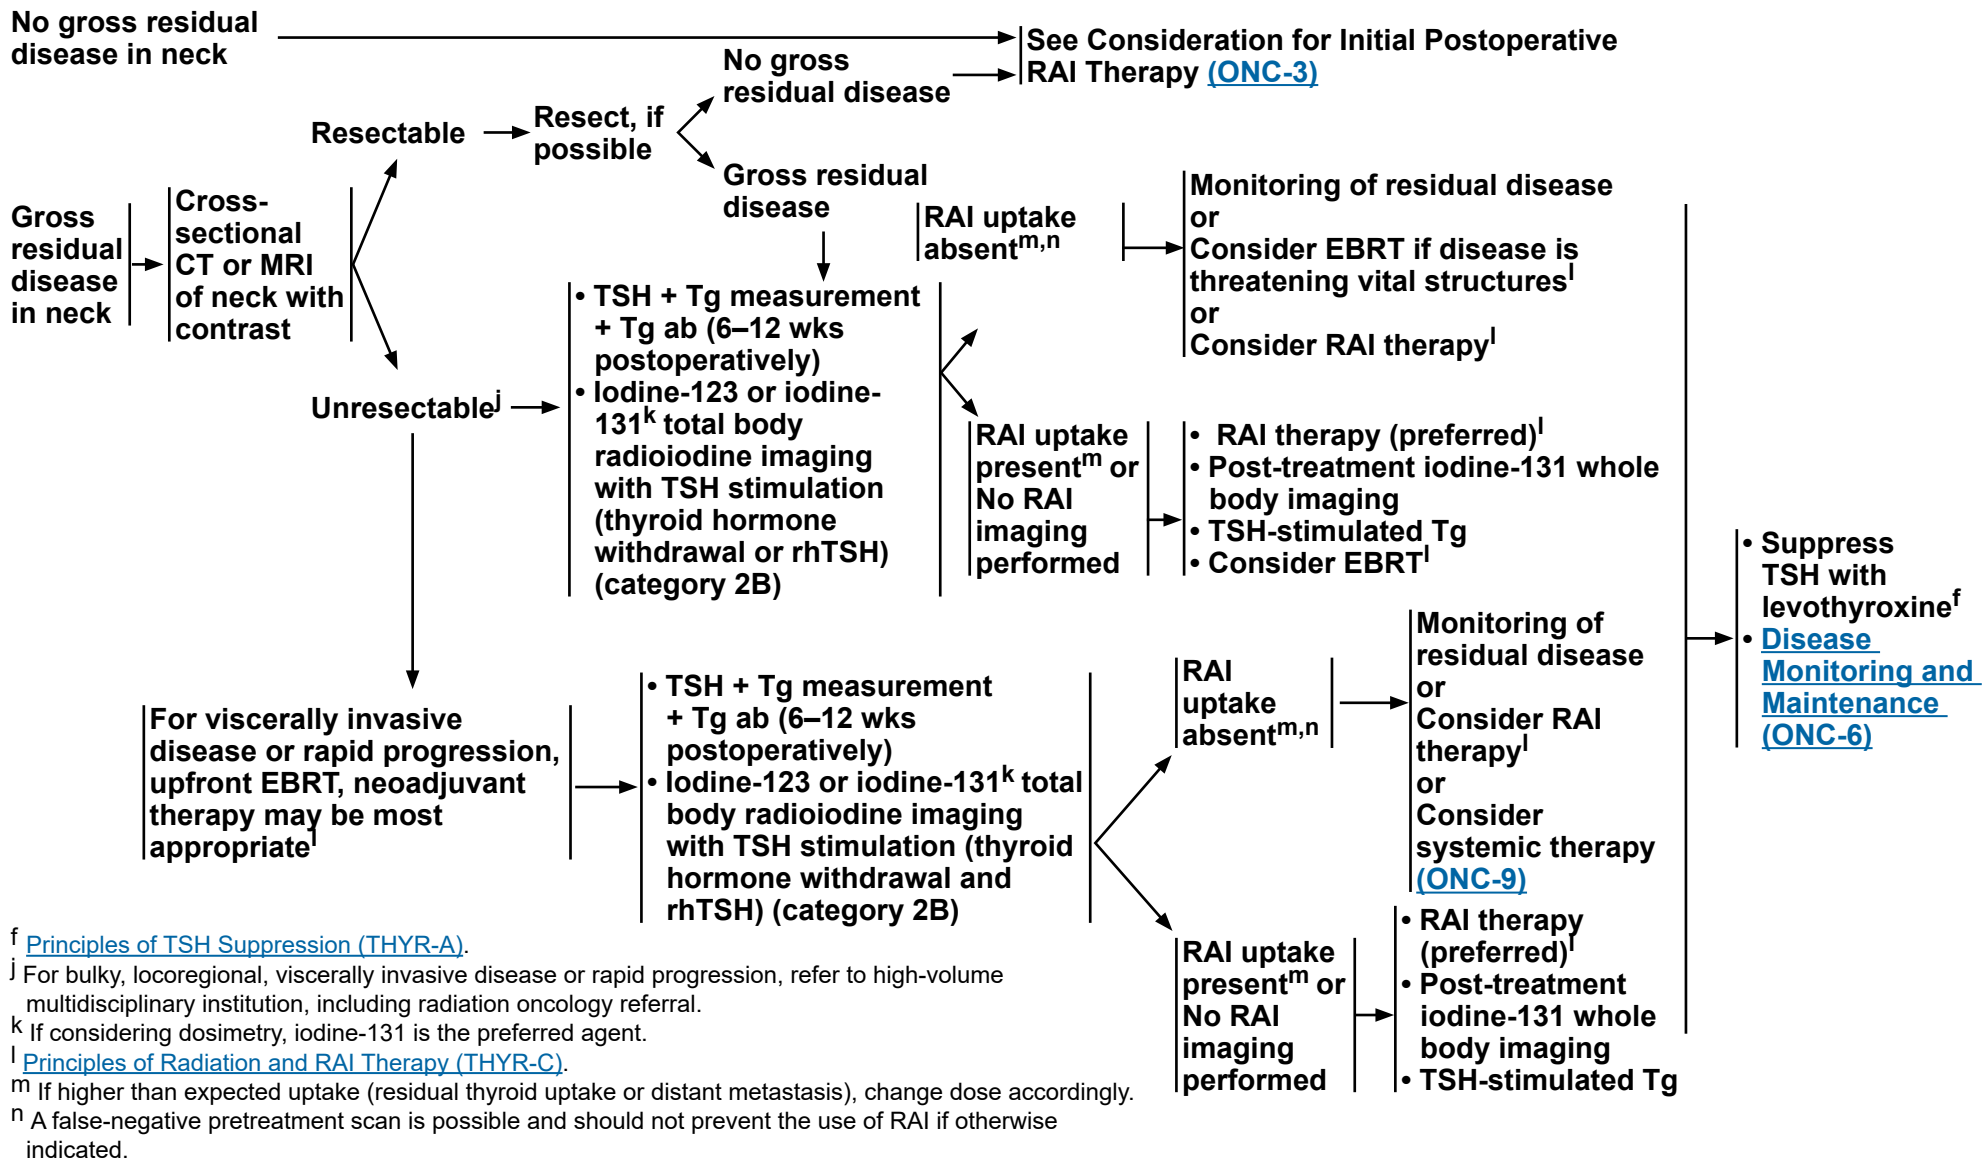 No gross residual
disease in neck
See Consideration for Initial Postoperative
RAI Therapy (ONC-3)
No gross
residual disease
Resectable
Resect, if
possible
Gross residual
disease
Gross
residual
disease
in neck
Cross-
sectional
CT or MRI
of neck with
contrast
RAI uptake
absentm,n
Monitoring of residual disease
or
Consider EBRT if disease is
threatening vital structuresl
or
Consider RAI therapyl
• TSH + Tg measurement
+ Tg ab (6–12 wks
postoperatively)
• Iodine-123 or iodine-
131k total body
radioiodine imaging
with TSH stimulation
(thyroid hormone
withdrawal or rhTSH)
(category 2B)
Unresectablej
RAI uptake
presentm or
No RAI
imaging
performed
• RAI therapy (preferred)l
• Post-treatment iodine-131 whole
body imaging
• TSH-stimulated Tg
• Consider EBRTl
• Suppress
TSH with
levothyroxinef
• Disease
Monitoring and
Maintenance
(ONC-6)
For viscerally invasive
disease or rapid progression,
upfront EBRT, neoadjuvant
therapy may be most
appropriatel
• TSH + Tg measurement
+ Tg ab (6–12 wks
postoperatively)
• Iodine-123 or iodine-131k total
body radioiodine imaging
with TSH stimulation (thyroid
hormone withdrawal and
rhTSH) (category 2B)
RAI
uptake
absentm,n
Monitoring of
residual disease
or
Consider RAI
therapyl
or
Consider
systemic therapy
(ONC-9)
RAI uptake
presentm or
No RAI
imaging
performed
• RAI therapy
(preferred)l
• Post-treatment
iodine-131 whole
body imaging
• TSH-stimulated Tg
f Principles of TSH Suppression (THYR-A).
j For bulky, locoregional, viscerally invasive disease or rapid progression, refer to high-volume
multidisciplinary institution, including radiation oncology referral.
k If considering dosimetry, iodine-131 is the preferred agent.
l Principles of Radiation and RAI Therapy (THYR-C).
m If higher than expected uptake (residual thyroid uptake or distant metastasis), change dose accordingly.
n A false-negative pretreatment scan is possible and should not prevent the use of RAI if otherwise
indicated.